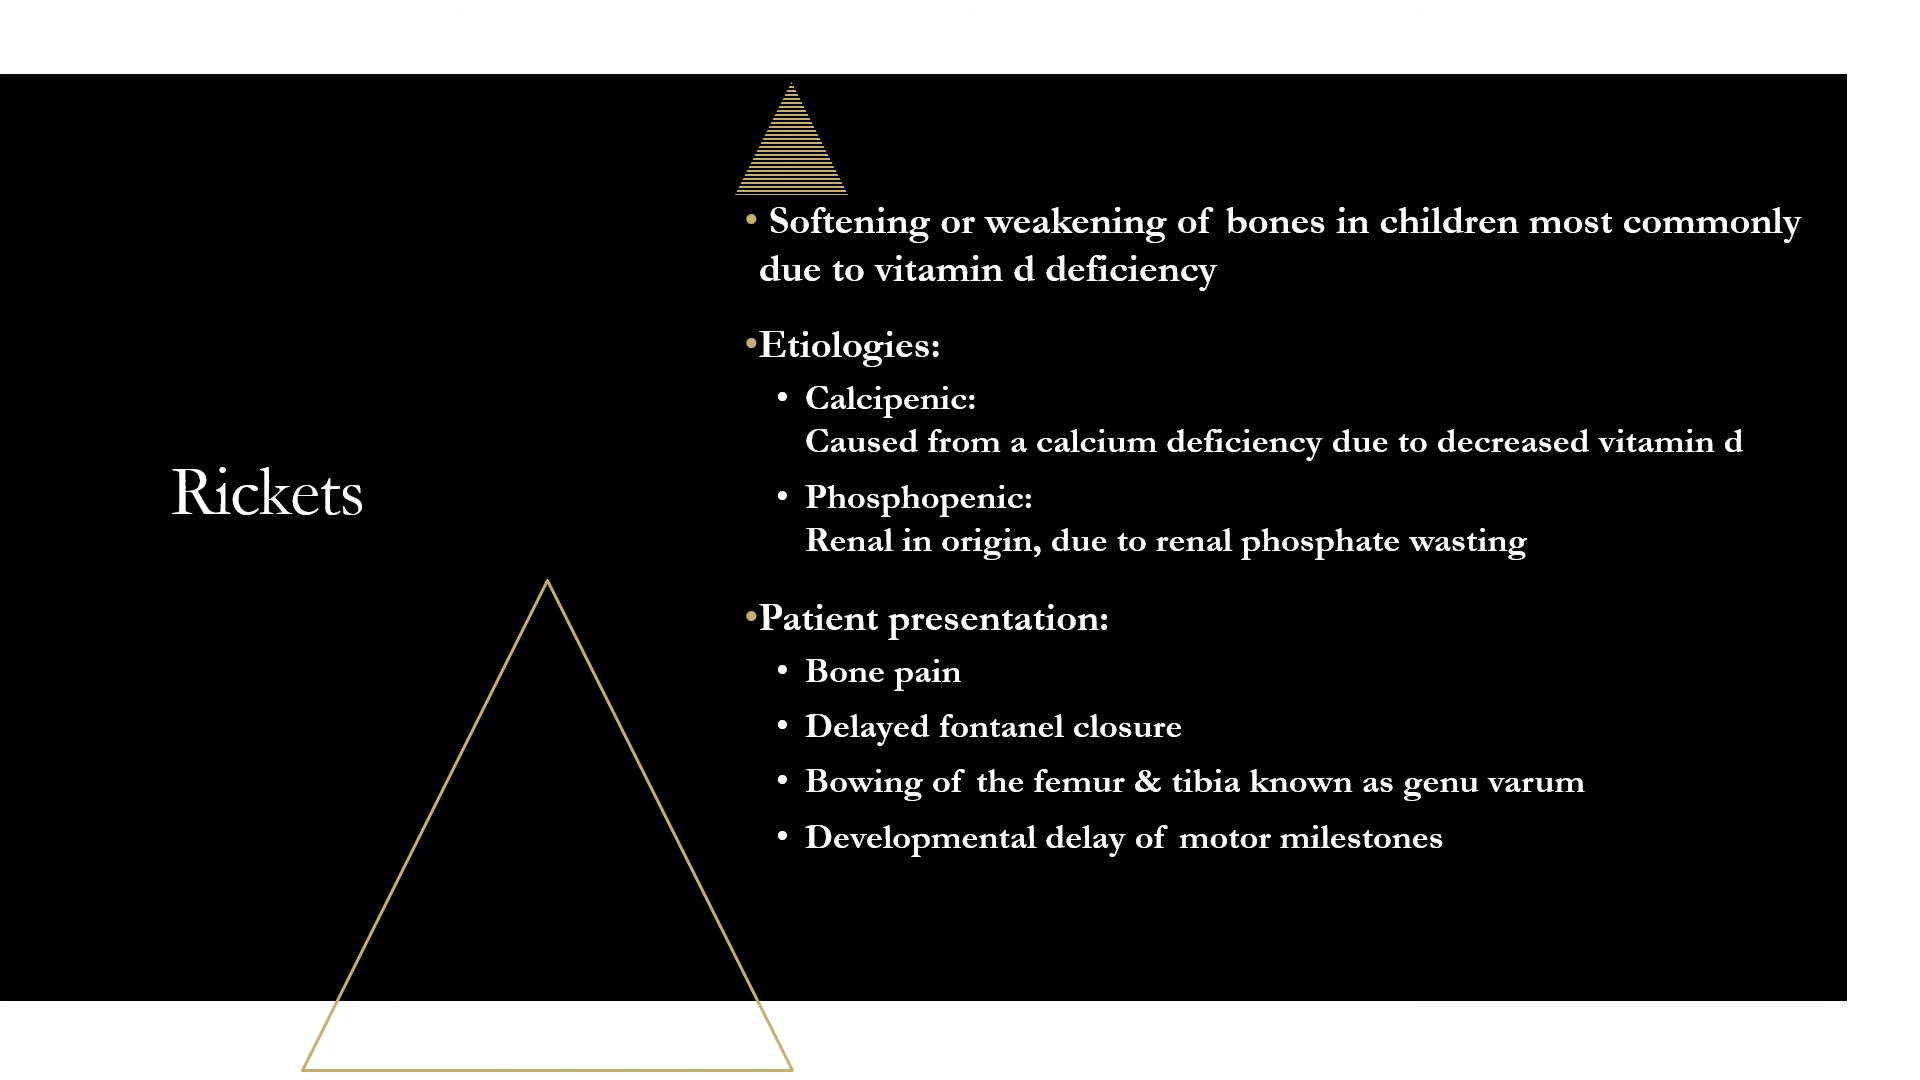 Rickets
• Softening or weakening of bones in children most commonly
due to vitamin d deficiency
•Etiologies:
• Calcipenic:
Caused from a calcium deficiency due to decreased vitamin d
• Phosphopenic:
Renal in origin, due to renal phosphate wasting
•Patient presentation:
• Bone pain
• Delayed fontanel closure
• Bowing of the femur & tibia known as genu varum
• Developmental delay of motor milestones